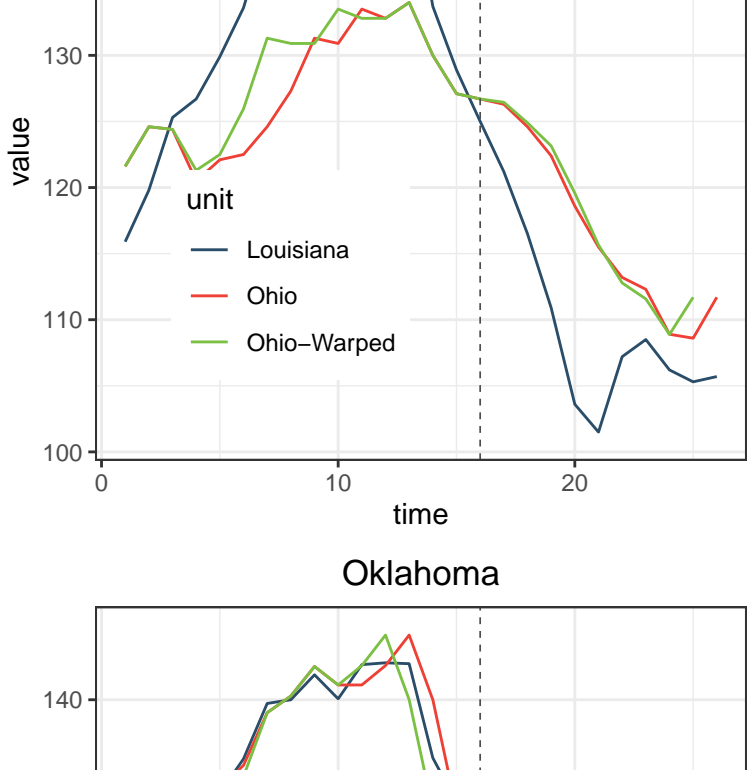 130
120
110
100
value
unit
Louisiana
Ohio
Ohio−Warped
0 10 20
time
Oklahoma
140